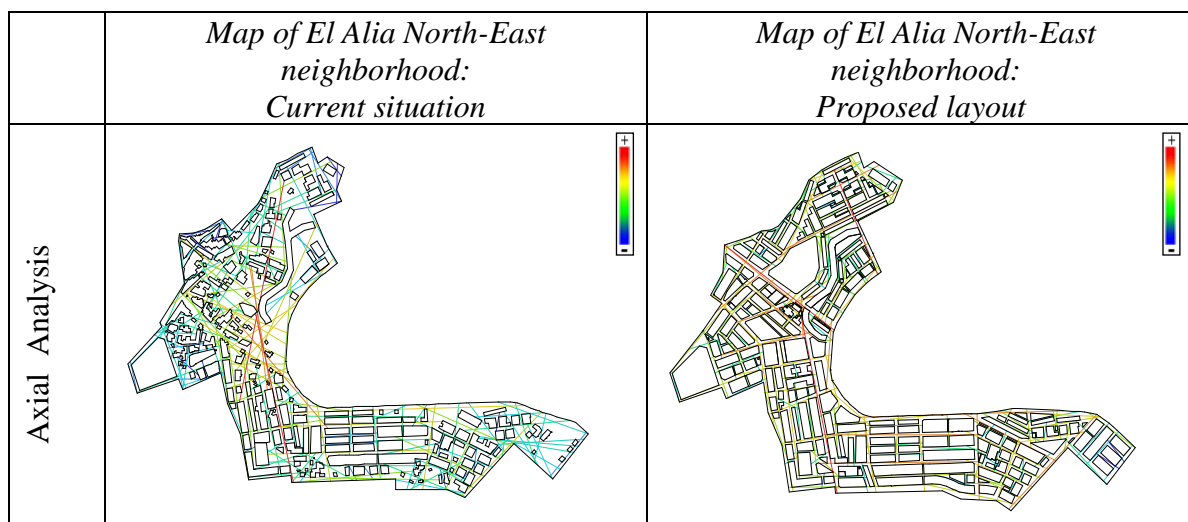 Map of El Alia North-East
neighborhood:
Current situation
Map of El Alia North-East
neighborhood:
Proposed layout
Axial Analysis
+
-
+
-